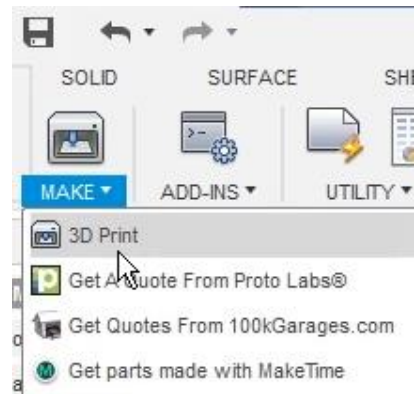 SOLID SURFACE SHE
MAKE ADD-INS UTILITY
3D Print
Get A Quote From Proto Labs®
Get Quotes From 100kGarages.com
Get parts made with MakeTime